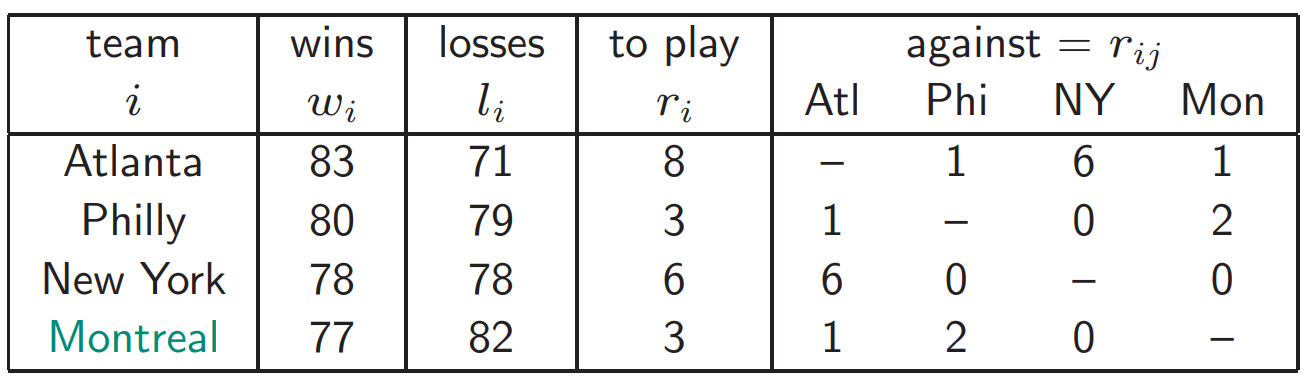 team wins losses to play against = r_{ij}
i w_i l_i r_i Atl Phi NY Mon
Atlanta 83 71 8 – 1 6 1
Philly 80 79 3 1 – 0 2
New York 78 78 6 6 0 – 0
Montreal 77 82 3 1 2 0 –